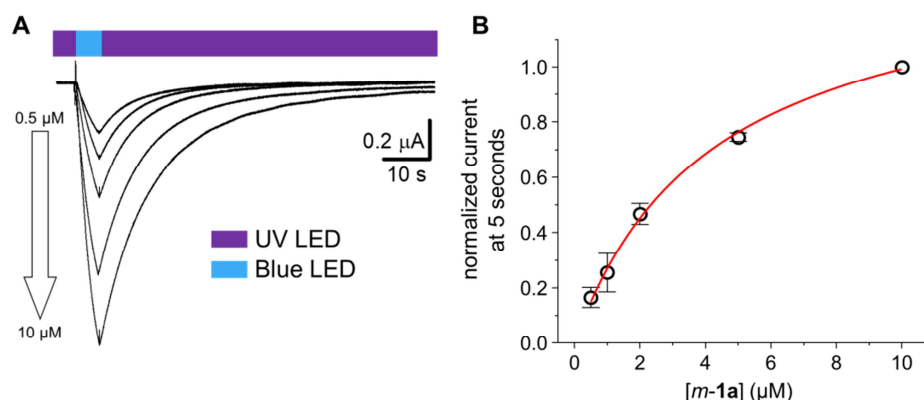 A
0.5 µM
10 µM
0.2 µA
10 s
UV LED
Blue LED
B
normalized current
at 5 seconds
1.0
0.8
0.6
0.4
0.2
0.0
0 2 4 6 8 10
[m-1a] (µM)